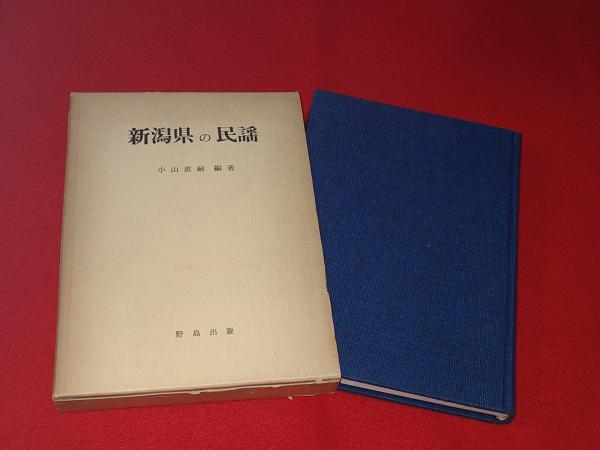 新潟県の民謡
小山直嗣 編著
野島出版